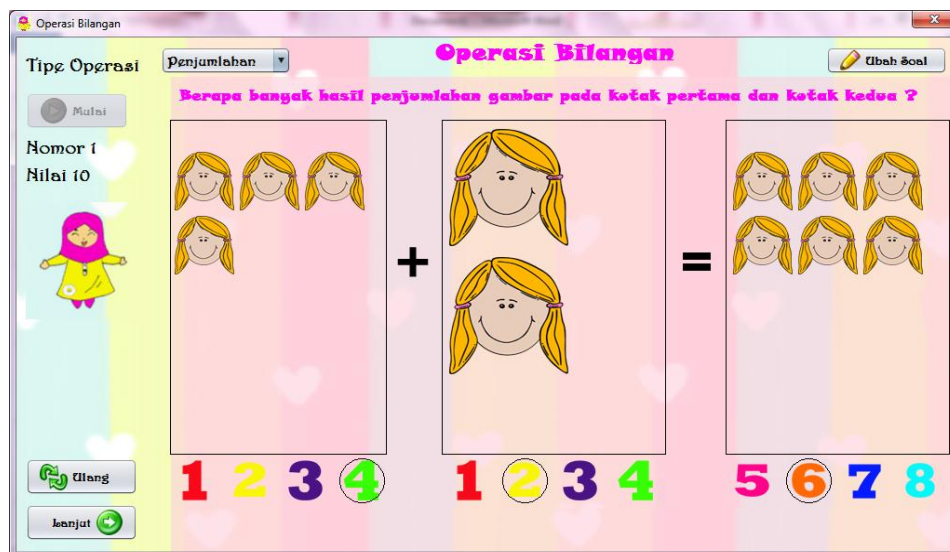 Operasi Bilangan
Tipe Operasi
Penjumlahan
Operasi Bilangan
Ubah Soal
Berapa banyak hasil penjumlahan gambar pada kotak pertama dan kotak kedua ?
Mulai
Nomor 1
Nilai 10
+
=
Ulang
1 2 3 4
1 2 3 4
5 6 7 8
Lanjut